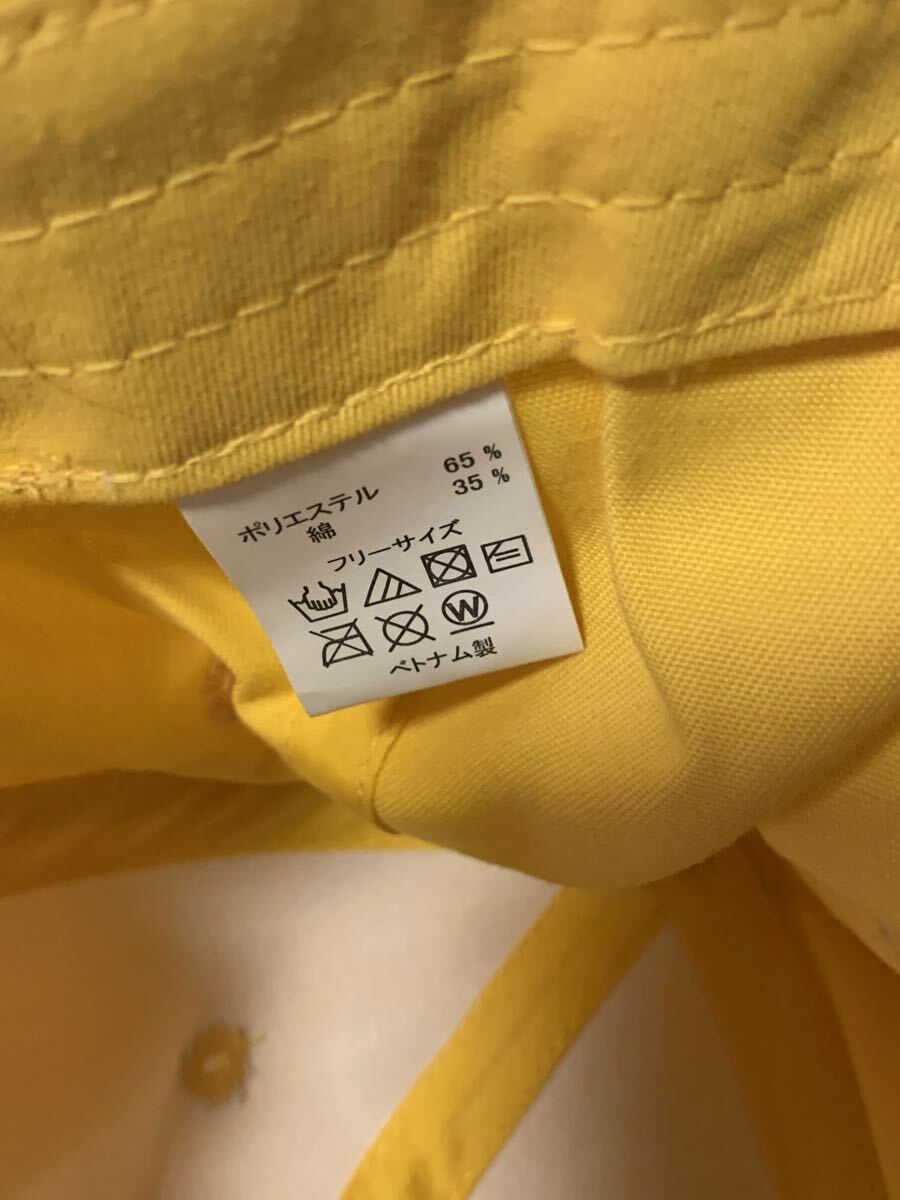 ポリエステル 65 %
綿 35 %
フリーサイズ
W
ベトナム製